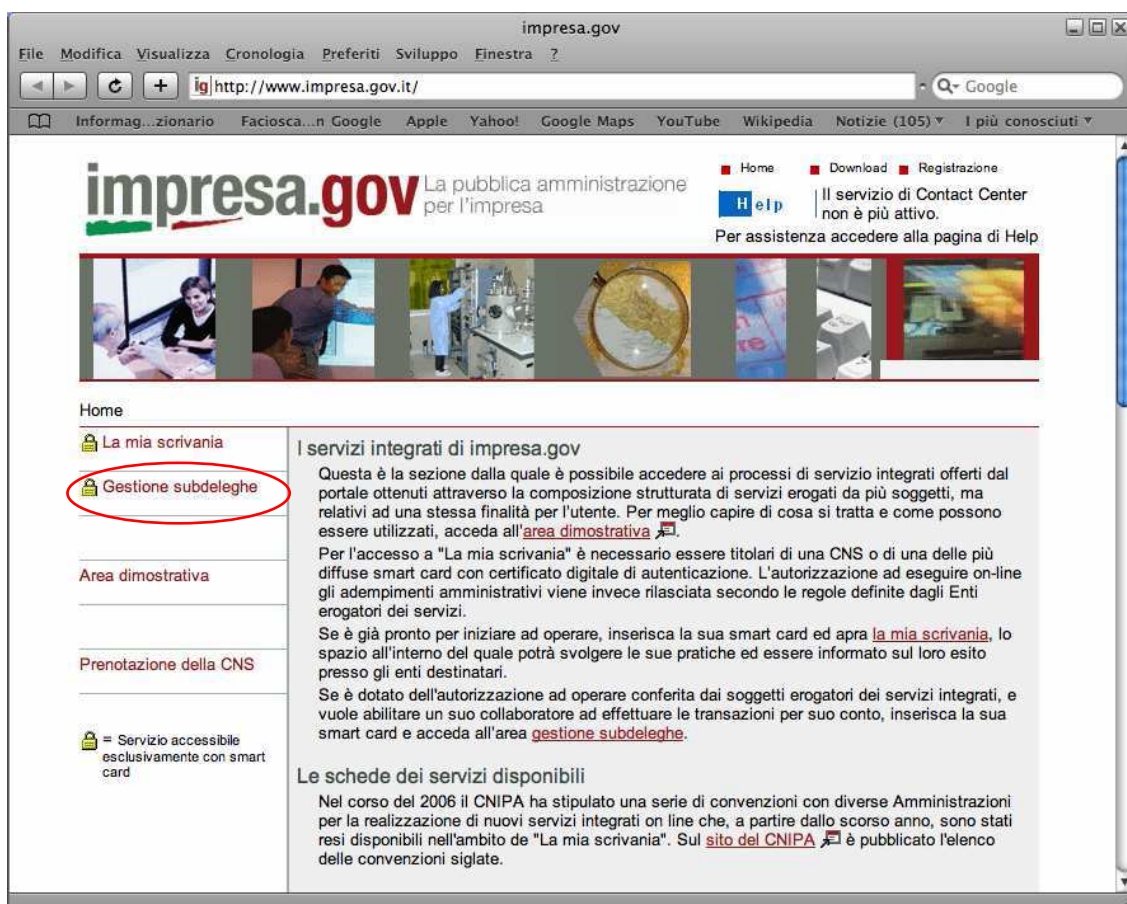 impresa.gov
File Modifica Visualizza Cronologia Preferiti Sviluppo Finestra ?
ig http://www.impresa.gov.it/
Google
Informag...zionario Faciosca...n Google Apple Yahoo! Google Maps YouTube Wikipedia Notizie (105) I più conosciuti
impresa.gov
La pubblica amministrazione
per l'impresa
Home Download Registrazione
Help
Il servizio di Contact Center
non è più attivo.
Per assistenza accedere alla pagina di Help
Home
La mia scrivania
Gestione subdeleghe
Area dimostrativa
Prenotazione della CNS
= Servizio accessibile
esclusivamente con smart
card
I servizi integrati di impresa.gov
Questa è la sezione dalla quale è possibile accedere ai processi di servizio integrati offerti dal
portale ottenuti attraverso la composizione strutturata di servizi erogati da più soggetti, ma
relativi ad una stessa finalità per l'utente. Per meglio capire di cosa si tratta e come possono
essere utilizzati, acceda all'area dimostrativa.
Per l'accesso a "La mia scrivania" è necessario essere titolari di una CNS o di una delle più
diffuse smart card con certificato digitale di autenticazione. L'autorizzazione ad eseguire on-line
gli adempimenti amministrativi viene invece rilasciata secondo le regole definite dagli Enti
erogatori dei servizi.
Se è già pronto per iniziare ad operare, inserisca la sua smart card ed apra la mia scrivania, lo
spazio all'interno del quale potrà svolgere le sue pratiche ed essere informato sul loro esito
presso gli enti destinatari.
Se è dotato dell'autorizzazione ad operare conferita dai soggetti erogatori dei servizi integrati, e
vuole abilitare un suo collaboratore ad effettuare le transazioni per suo conto, inserisca la sua
smart card e acceda all'area gestione subdeleghe.
Le schede dei servizi disponibili
Nel corso del 2006 il CNIPA ha stipulato una serie di convenzioni con diverse Amministrazioni
per la realizzazione di nuovi servizi integrati on line che, a partire dallo scorso anno, sono stati
resi disponibili nell'ambito de "La mia scrivania". Sul sito del CNIPA è pubblicato l'elenco
delle convenzioni siglate.